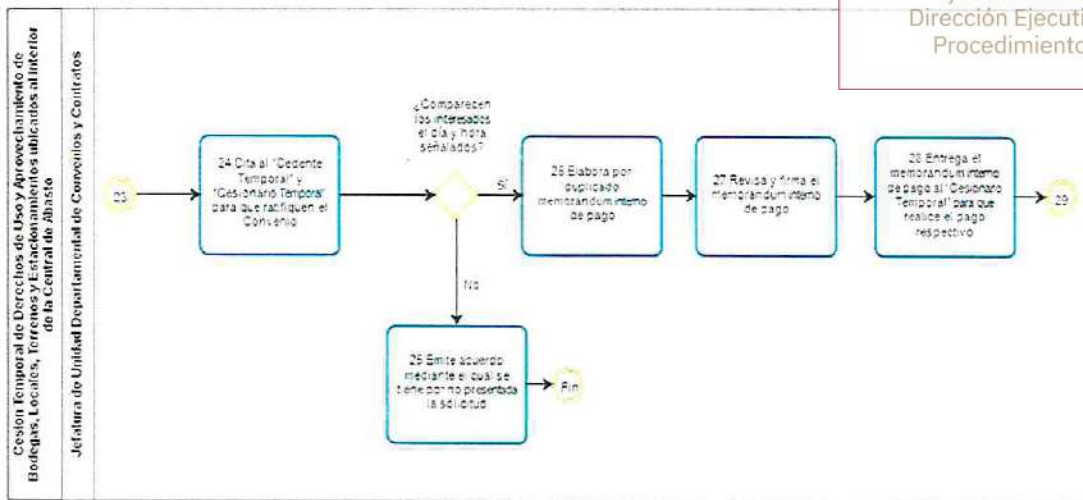 Dirección Ejecuti
Procedimiento
Cesión Temporal de Derechos de Uso y Aprovechamiento de
Bodegas, Locales, Terrenos y Estacionamientos ubicados al interior
de la Central de Abasto
Jefatura de Unidad Departamental de Convenios y Contratos
23
24 Cita al "Cedente
Temporal" y
"Cesionario Temporal"
para que ratifiquen el
Convenio
¿Comparecen
los interesados
el día y hora
señalados?
Sí
26 Elabora por
duplicado
memorándum interno
de pago
27 Revisa y firma el
memorándum interno
de pago
28 Entrega el
memorándum interno
de pago al "Cesionario
Temporal" para que
realice el pago
respectivo
29
No
25 Emite acuerdo
mediante el cual se
tiene por no presentada
la solicitud
Fin